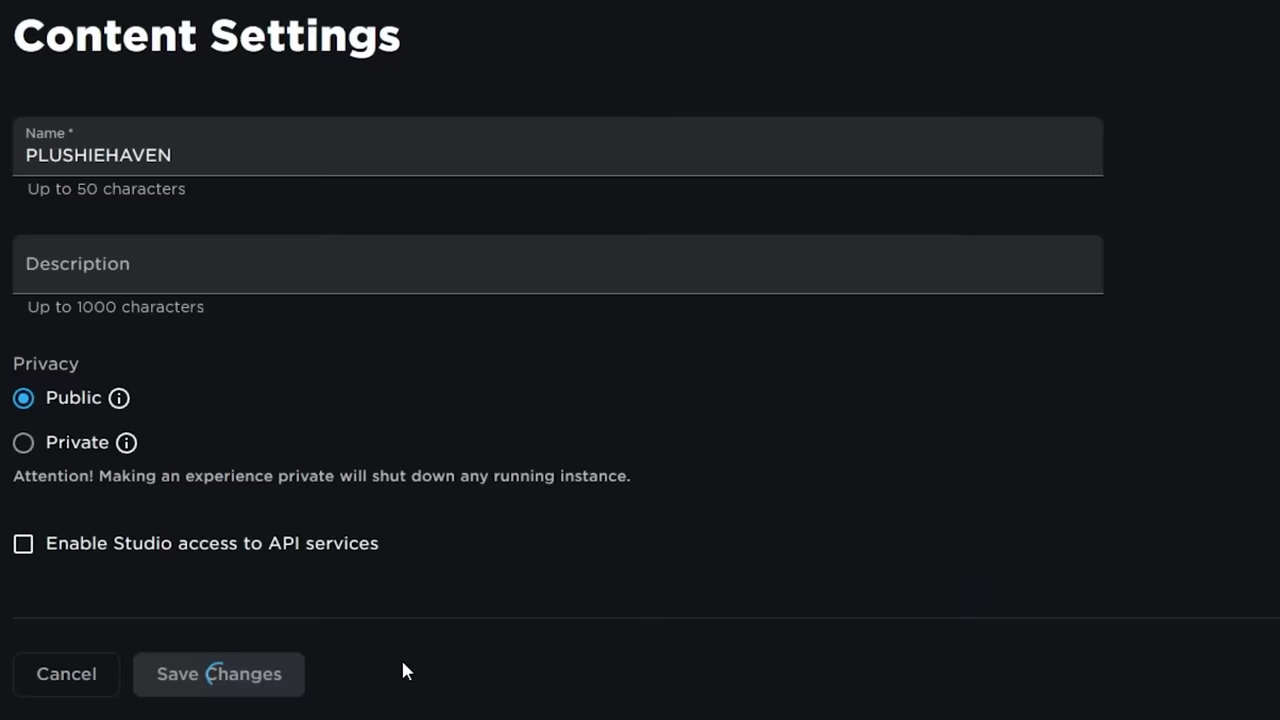 Content Settings
Name *
PLUSHIEHAVEN
Up to 50 characters
Description
Up to 1000 characters
Privacy
Public
Private
Attention! Making an experience private will shut down any running instance.
Enable Studio access to API services
Cancel
Save Changes